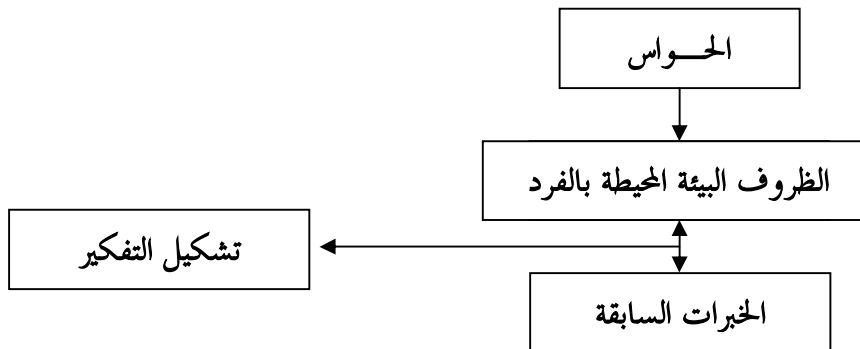 الحـــواس
الظروف البيئة المحيطة بالفرد
تشكيل التفكير
الخبرات السابقة